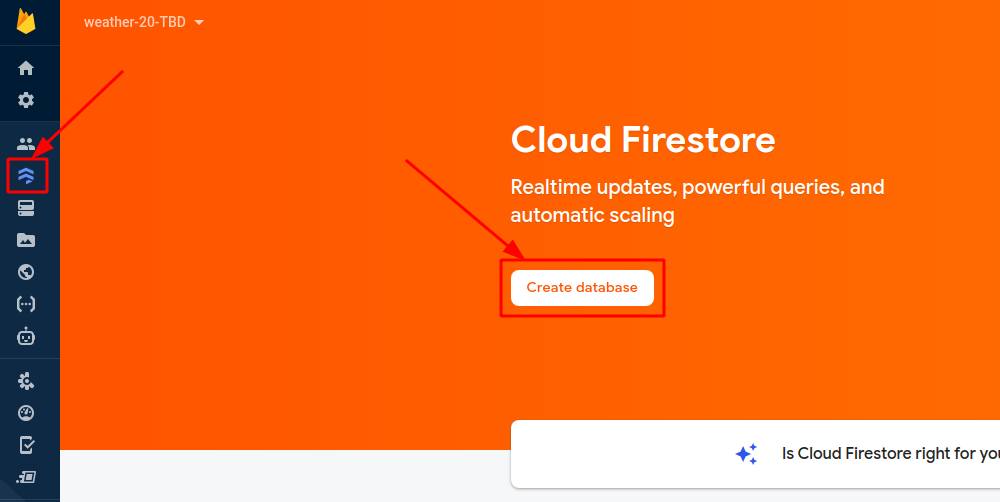 weather-20-TBD
Cloud Firestore
Realtime updates, powerful queries, and
automatic scaling
Create database
Is Cloud Firestore right for